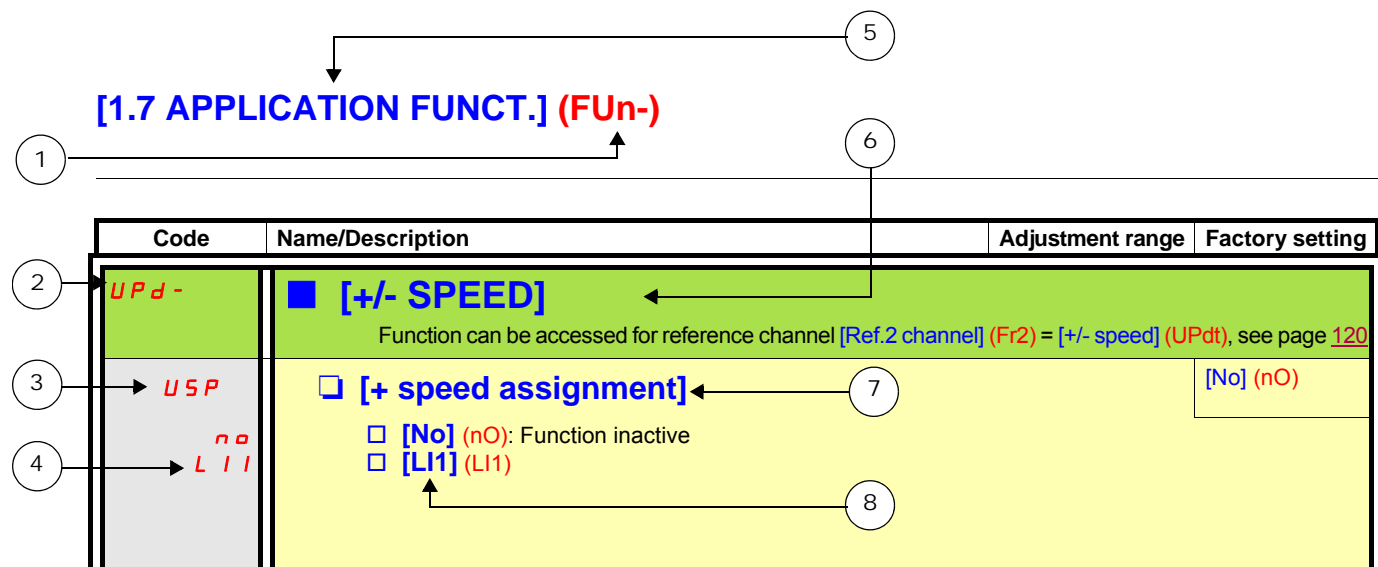 5
[1.7 APPLICATION FUNCT.] (FUn-)
1
6
Code Name/Description Adjustment range Factory setting
2
UPd- ■ [+/- SPEED]
Function can be accessed for reference channel [Ref.2 channel] (Fr2) = [+/- speed] (UPdt), see page 120
3
USP ❑ [+ speed assignment] 7 [No] (nO)
no □ [No] (nO): Function inactive
4
LI1 □ [LI1] (LI1)
8